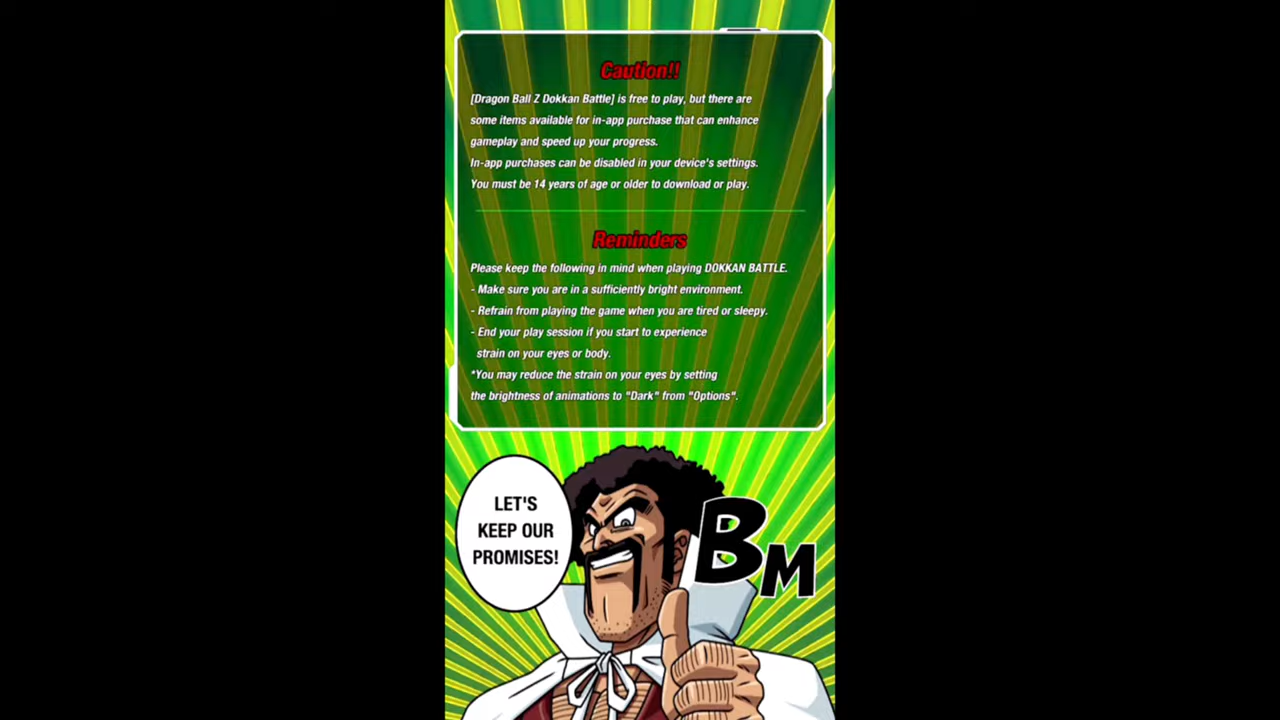 Caution!!
[Dragon Ball Z Dokkan Battle] is free to play, but there are
some items available for in-app purchase that can enhance
gameplay and speed up your progress.
In-app purchases can be disabled in your device's settings.
You must be 14 years of age or older to download or play.
Reminders
Please keep the following in mind when playing DOKKAN BATTLE.
- Make sure you are in a sufficiently bright environment.
- Refrain from playing the game when you are tired or sleepy.
- End your play session if you start to experience
strain on your eyes or body.
*You may reduce the strain on your eyes by setting
the brightness of animations to "Dark" from "Options".
LET'S
KEEP OUR
PROMISES!
BM